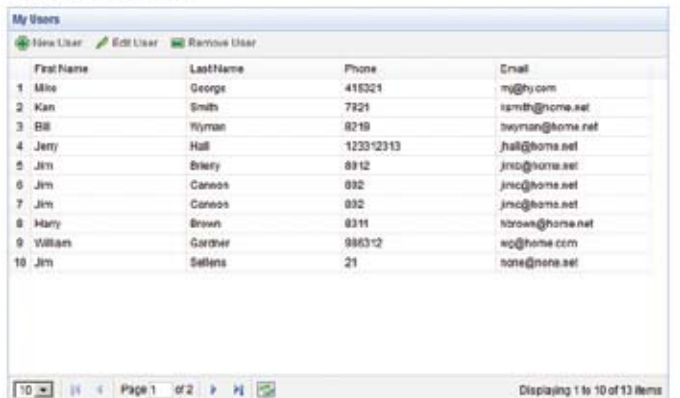 My Users
New User Edit User Remove User
First Name Last Name Phone Email
1 Mike George 415321 mj@hy.com
2 Ken Smith 7921 ksmith@home.net
3 Bill Wyman 8219 bwyman@home.net
4 Jerry Hall 123312313 jhall@home.net
5 Jim 8912
6 Jim Cannon 892 jimc@home.net
7 Jim Cannon 892 jimc@home.net
8 Harry Brown 8311 hbrown@home.net
9 William Gardner 986312 wg@home.com
10 Jim Sellens 21 none@none.net
10 Page 1 of 2 Displaying 1 to 10 of 13 items